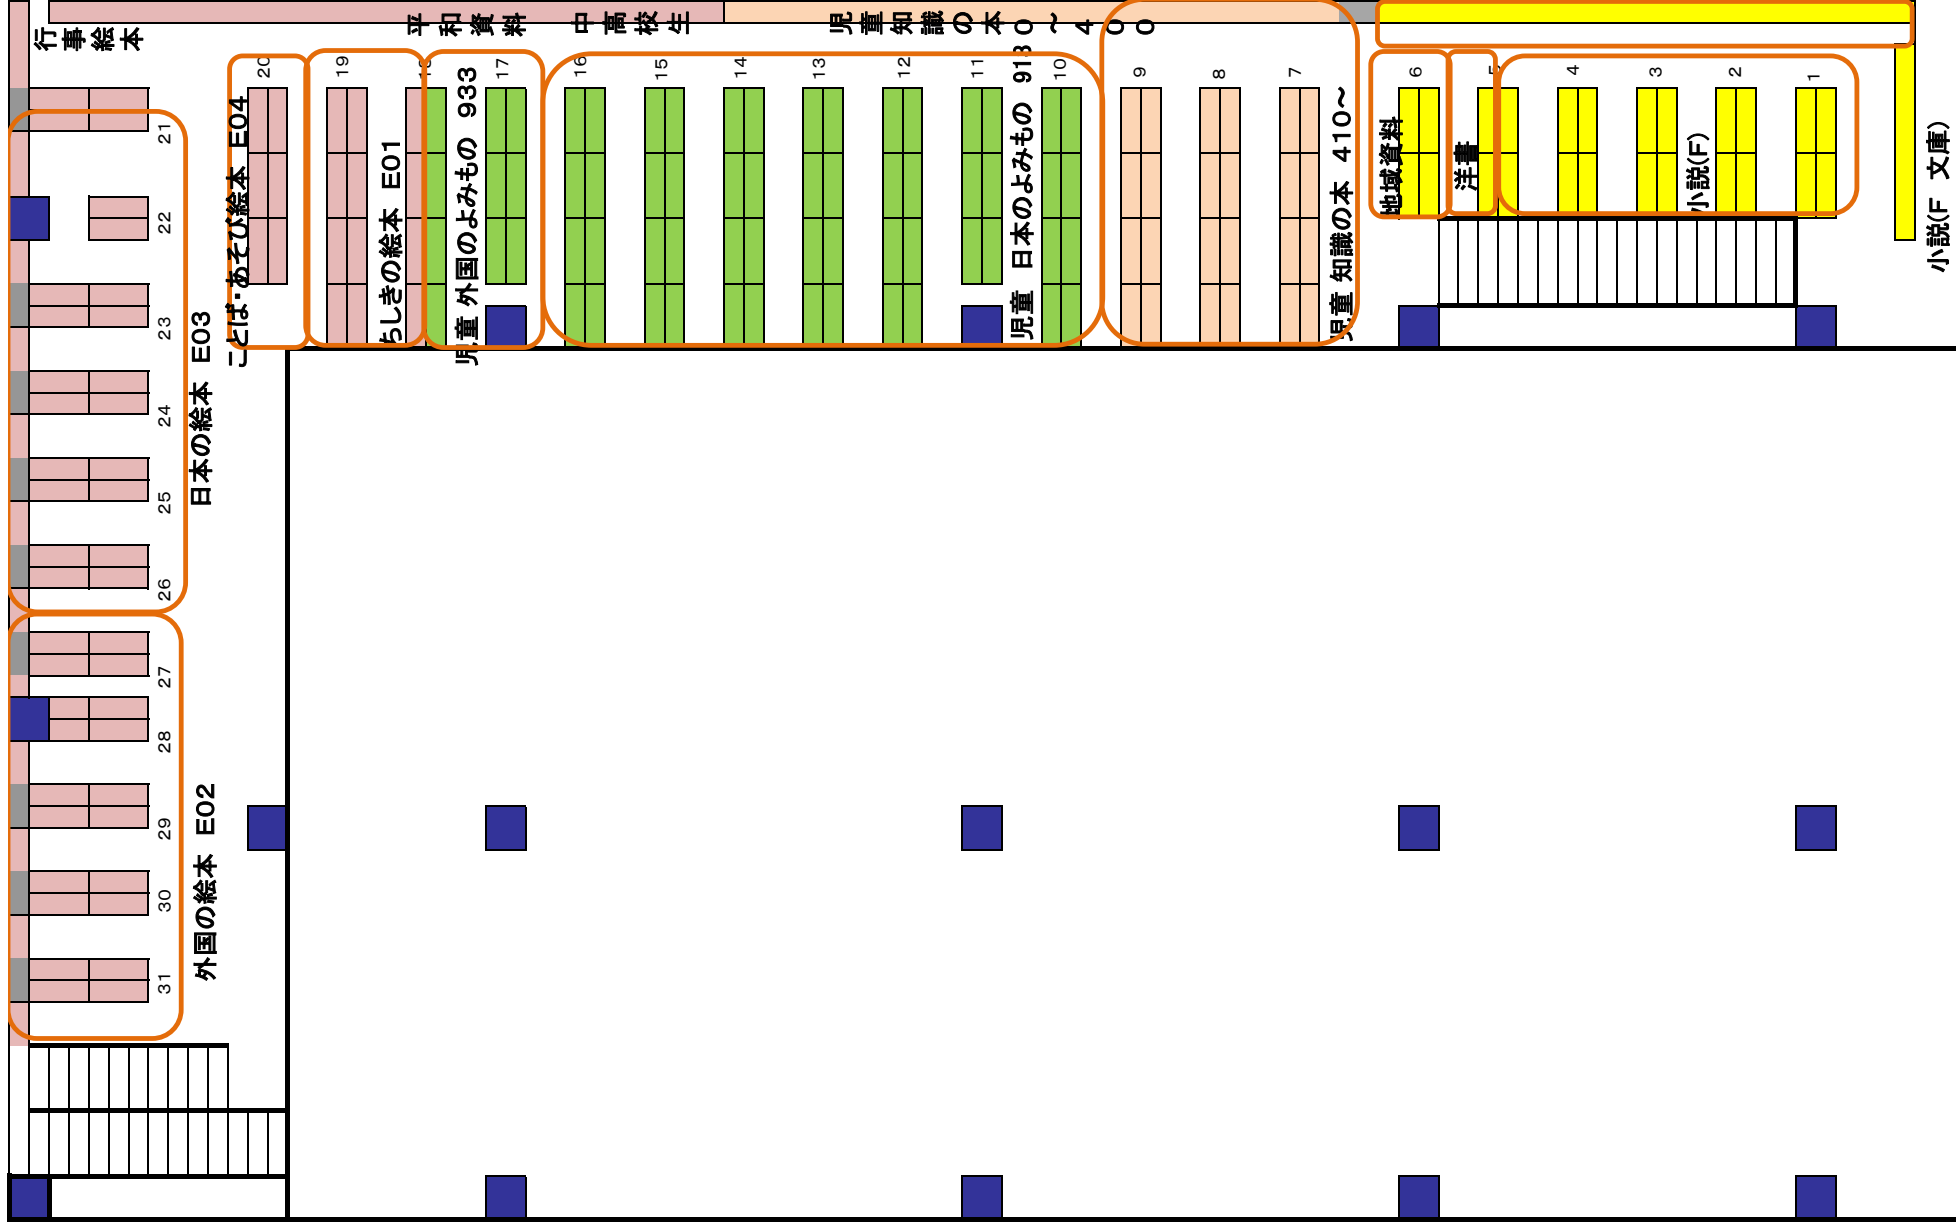 行事絵本
平和資料　中高校生
児童知識の本０～４００
20
19
18
17
16
15
14
13
12
11
10
9
8
7
6
5
4
3
2
1
ことば・あそび絵本 E04
ちしきの絵本 E01
児童 外国のよみもの 933
児童 日本のよみもの 913
児童 知識の本 410～
地域資料
洋書
小説(F)
小説(F 文庫)
21
22
23
24
25
26
日本の絵本 E03
27
28
29
30
31
外国の絵本 E02